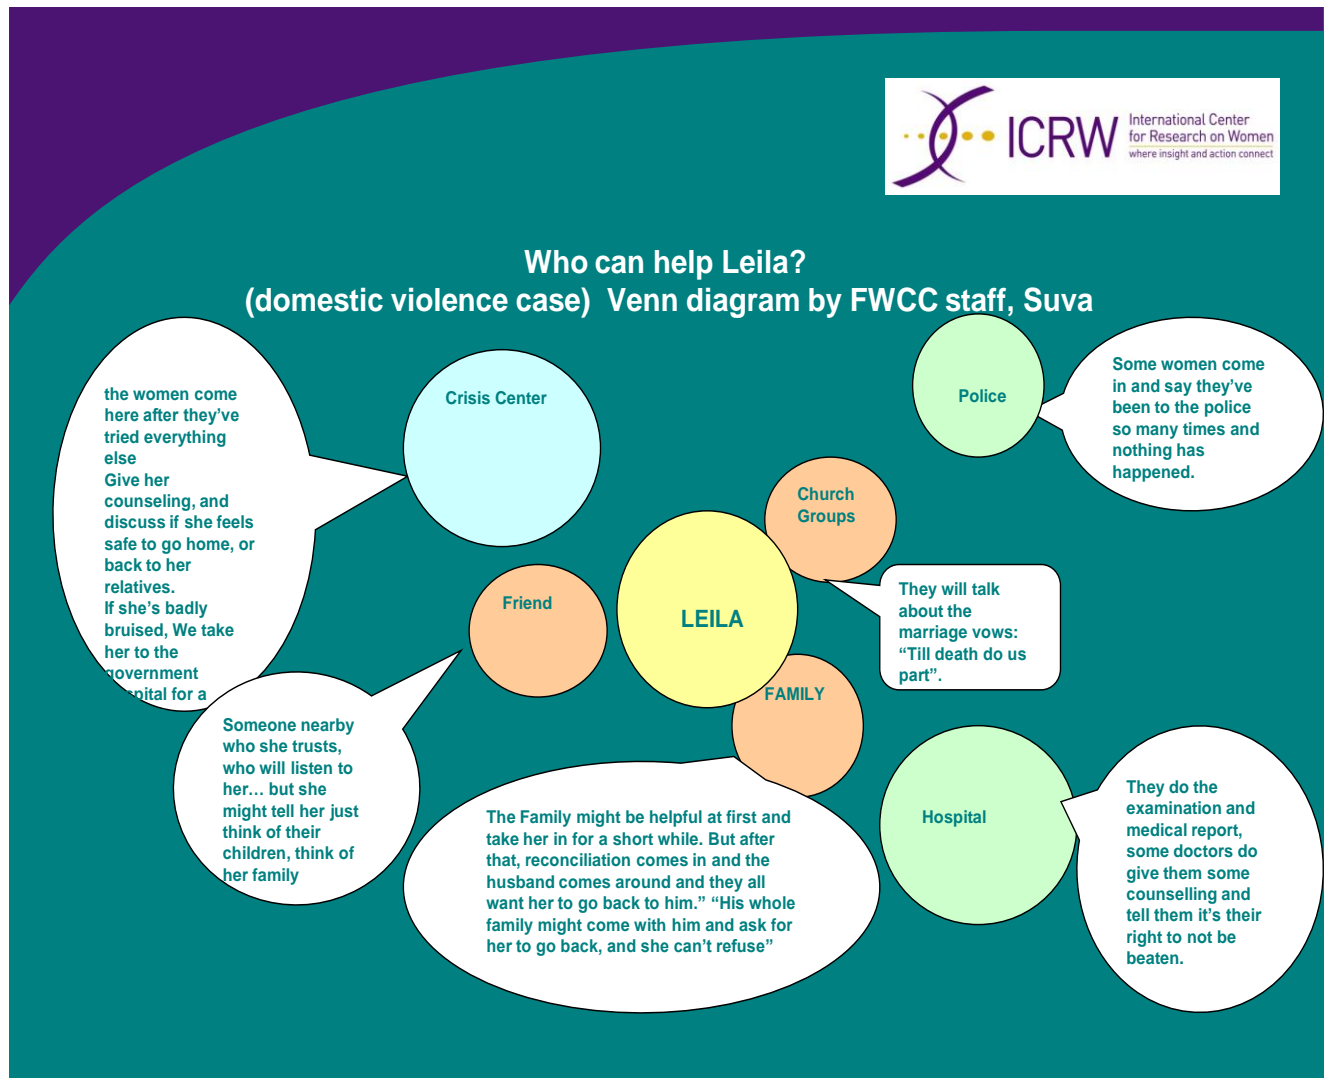 ICRW
International Center
for Research on Women
where insight and action connect
Who can help Leila?
(domestic violence case) Venn diagram by FWCC staff, Suva
the women come
here after they’ve
tried everything
else
Give her
counseling, and
discuss if she feels
safe to go home, or
back to her
relatives.
If she’s badly
bruised, We take
her to the
government
hospital for a
Crisis Center
Police
Some women come
in and say they’ve
been to the police
so many times and
nothing has
happened.
Church
Groups
They will talk
about the
marriage vows:
“Till death do us
part”.
Friend
LEILA
FAMILY
Someone nearby
who she trusts,
who will listen to
her… but she
might tell her just
think of their
children, think of
her family
The Family might be helpful at first and
take her in for a short while. But after
that, reconciliation comes in and the
husband comes around and they all
want her to go back to him.” “His whole
family might come with him and ask for
her to go back, and she can’t refuse”
Hospital
They do the
examination and
medical report,
some doctors do
give them some
counselling and
tell them it’s their
right to not be
beaten.